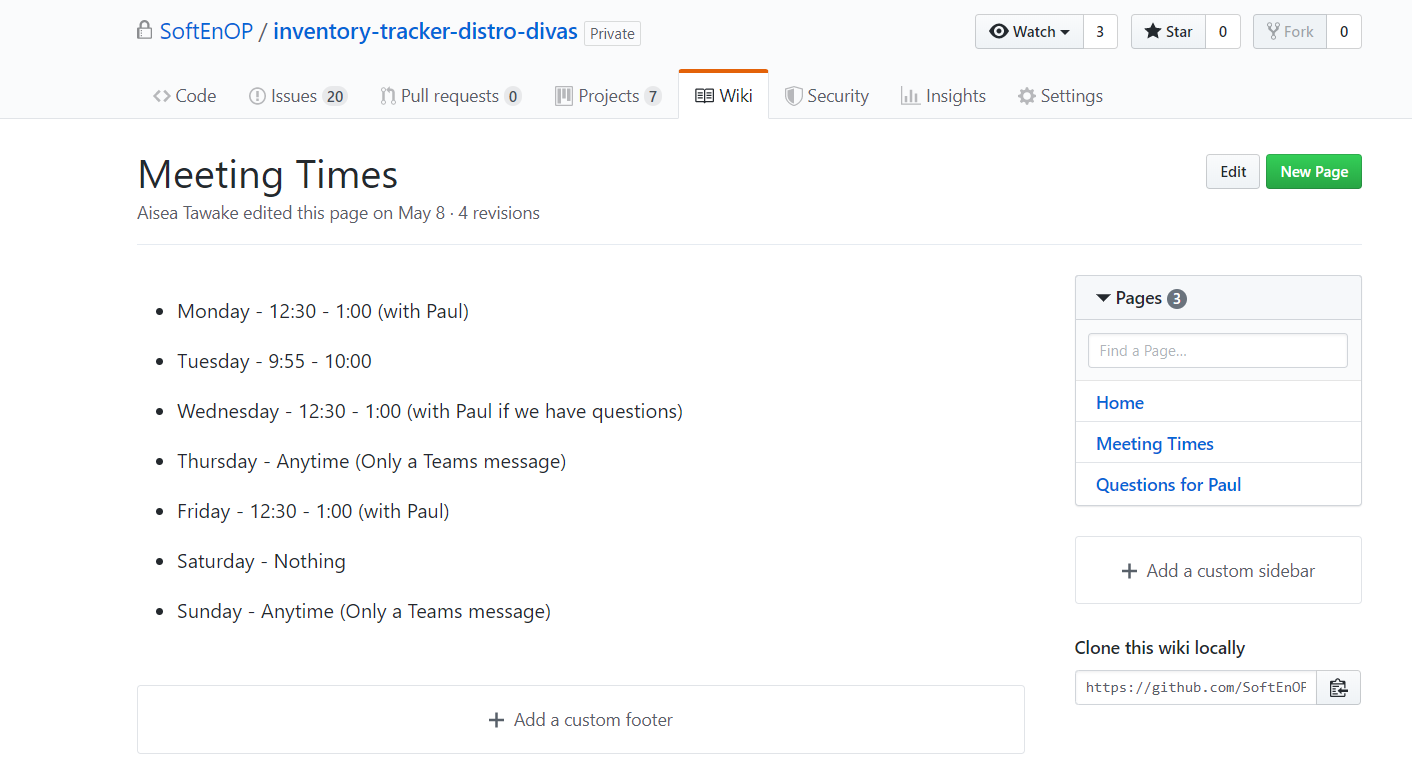 SoftEnOP / inventory-tracker-distro-divas Private
Watch 3 Star 0 Fork 0
Code Issues 20 Pull requests 0 Projects 7 Wiki Security Insights Settings
Meeting Times
Edit New Page
Aisea Tawake edited this page on May 8 · 4 revisions
• Monday - 12:30 - 1:00 (with Paul)
• Tuesday - 9:55 - 10:00
• Wednesday - 12:30 - 1:00 (with Paul if we have questions)
• Thursday - Anytime (Only a Teams message)
• Friday - 12:30 - 1:00 (with Paul)
• Saturday - Nothing
• Sunday - Anytime (Only a Teams message)
+ Add a custom footer
Pages 3
Find a Page...
Home
Meeting Times
Questions for Paul
+ Add a custom sidebar
Clone this wiki locally
https://github.com/SoftEnOP